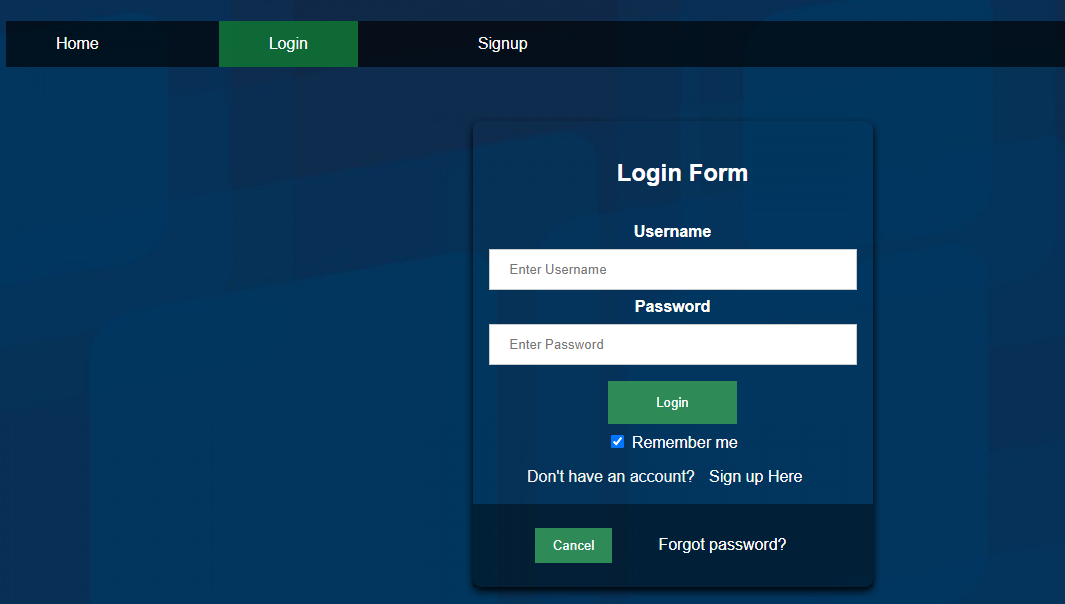 Home Login Signup
Login Form
Username
Enter Username
Password
Enter Password
Login
Remember me
Don't have an account? Sign up Here
Cancel Forgot password?